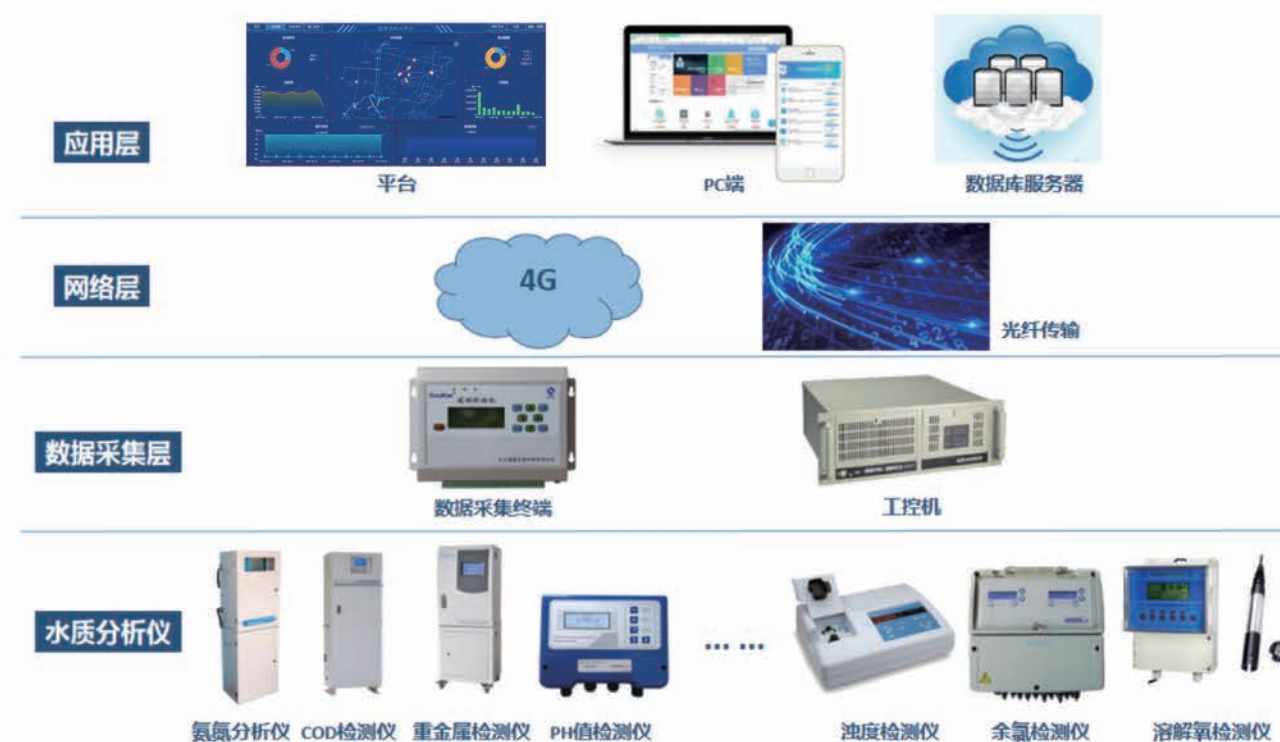 应用层
平台
PC端
数据库服务器
网络层
4G
光纤传输
数据采集层
数据采集终端
工控机
水质分析仪
…… 
氨氮分析仪 COD检测仪 重金属检测仪 PH值检测仪 浊度检测仪 余氯检测仪 溶解氧检测仪